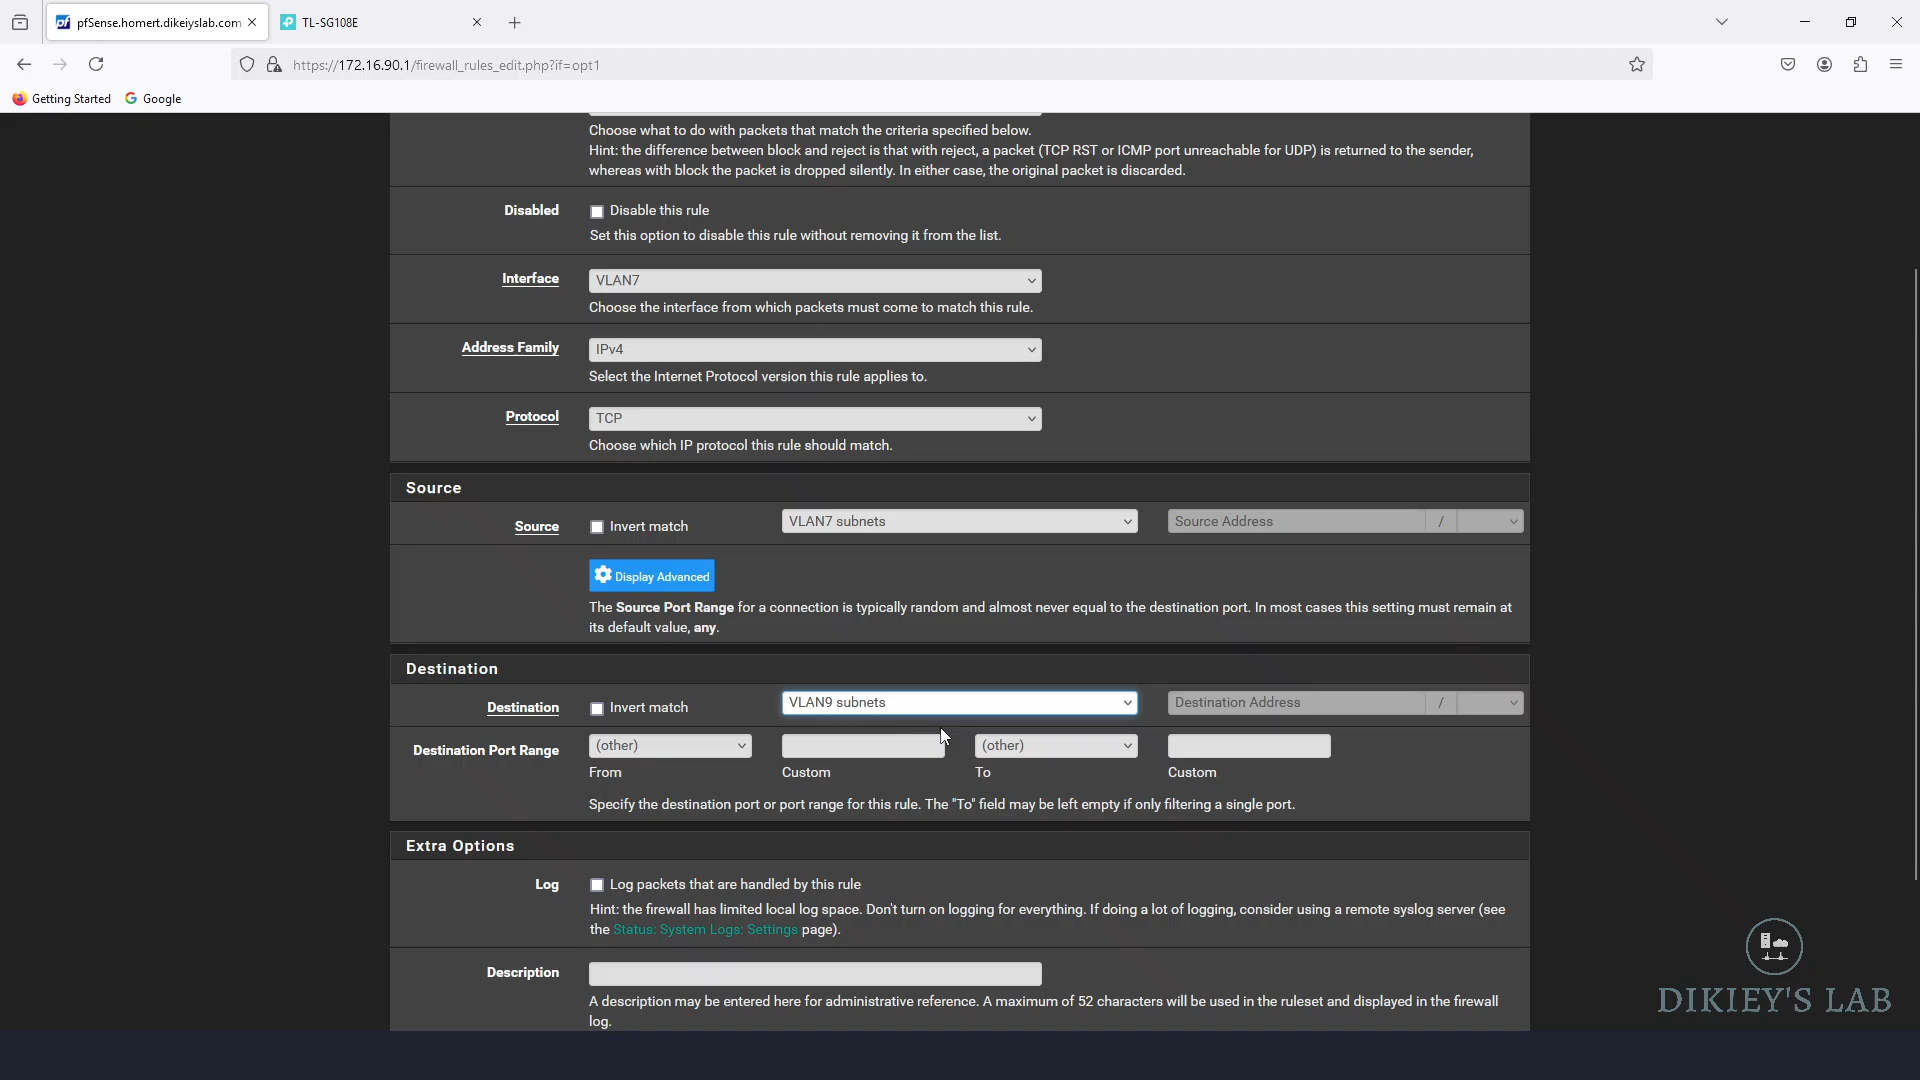 pfSense.homert.dikeiyslab.com
TL-SG108E
https://172.16.90.1/firewall_rules_edit.php?if=opt1
Getting Started
Google
Choose what to do with packets that match the criteria specified below.
Hint: the difference between block and reject is that with reject, a packet (TCP RST or ICMP port unreachable for UDP) is returned to the sender,
whereas with block the packet is dropped silently. In either case, the original packet is discarded.
Disabled
Disable this rule
Set this option to disable this rule without removing it from the list.
Interface
VLAN7
Choose the interface from which packets must come to match this rule.
Address Family
IPv4
Select the Internet Protocol version this rule applies to.
Protocol
TCP
Choose which IP protocol this rule should match.
Source
Source
Invert match
VLAN7 subnets
Source Address
/
Display Advanced
The Source Port Range for a connection is typically random and almost never equal to the destination port. In most cases this setting must remain at
its default value, any.
Destination
Destination
Invert match
VLAN9 subnets
Destination Address
/
Destination Port Range
(other)
(other)
From
Custom
To
Custom
Specify the destination port or port range for this rule. The "To" field may be left empty if only filtering a single port.
Extra Options
Log
Log packets that are handled by this rule
Hint: the firewall has limited local log space. Don't turn on logging for everything. If doing a lot of logging, consider using a remote syslog server (see
the Status: System Logs: Settings page).
Description
A description may be entered here for administrative reference. A maximum of 52 characters will be used in the ruleset and displayed in the firewall
log.
DIKIEY'S LAB